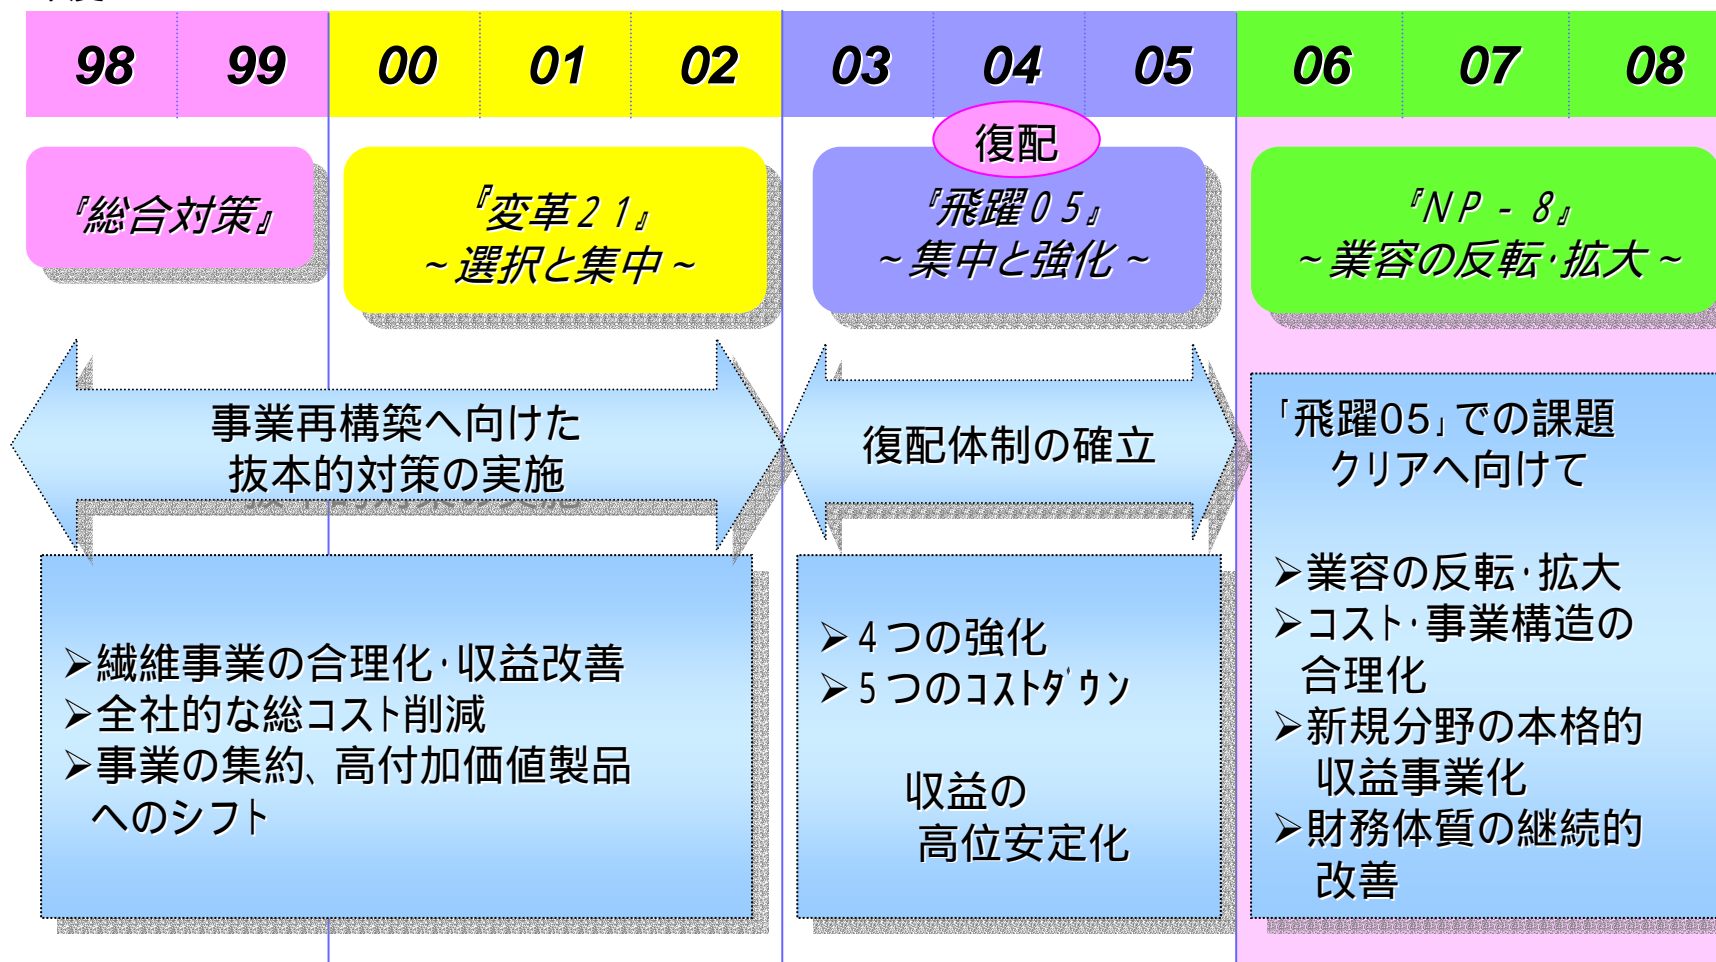 98 99 00 01 02 03 04 05 06 07 08
復配
『総合対策』
『変革２１』
～選択と集中～
『飛躍０５』
～集中と強化～
『ＮＰ－８』
～業容の反転・拡大～
事業再構築へ向けた
抜本的対策の実施
復配体制の確立
「飛躍05」での課題
クリアへ向けて
➢繊維事業の合理化・収益改善
➢全社的な総コスト削減
➢事業の集約、高付加価値製品
へのシフト
➢４つの強化
➢５つのｺｽﾄﾀﾞｳﾝ
収益の
高位安定化
➢業容の反転・拡大
➢コスト・事業構造の
合理化
➢新規分野の本格的
収益事業化
➢財務体質の継続的
改善